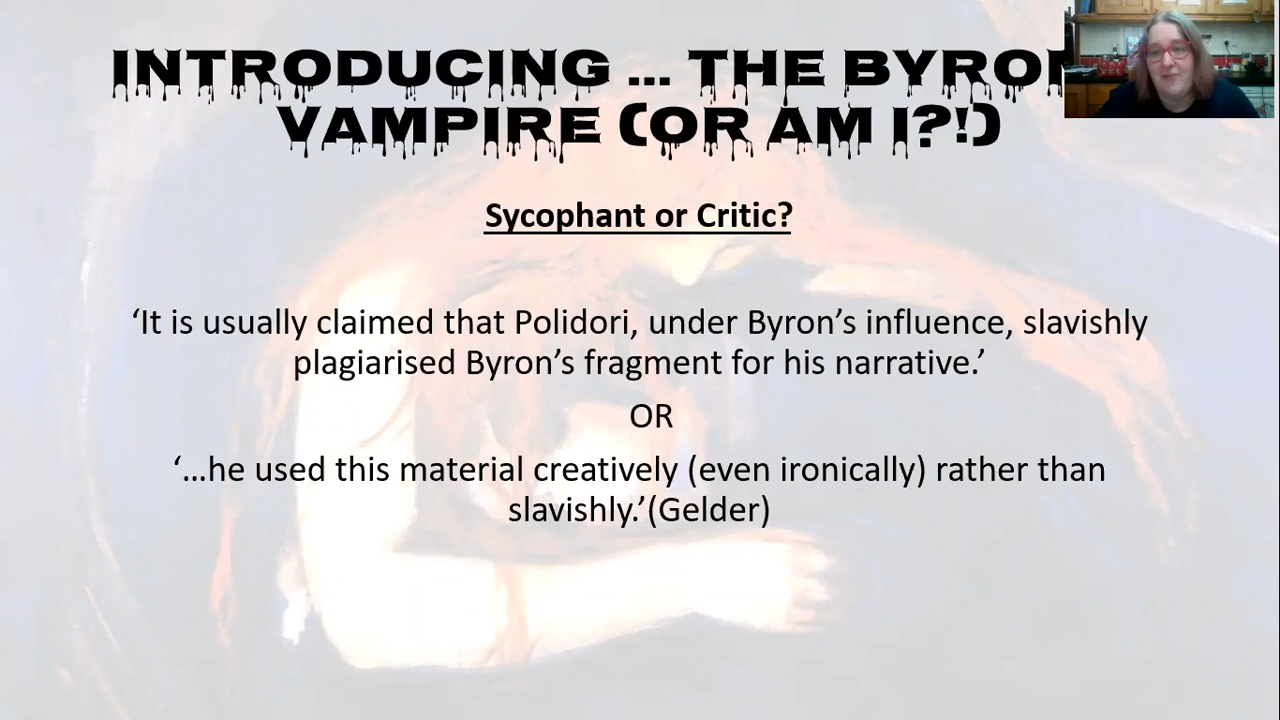 INTRODUCING ... THE BYRON
VAMPIRE (OR AM I?!)
Sycophant or Critic?
‘It is usually claimed that Polidori, under Byron’s influence, slavishly
plagiarised Byron’s fragment for his narrative.’
OR
‘...he used this material creatively (even ironically) rather than
slavishly.’(Gelder)